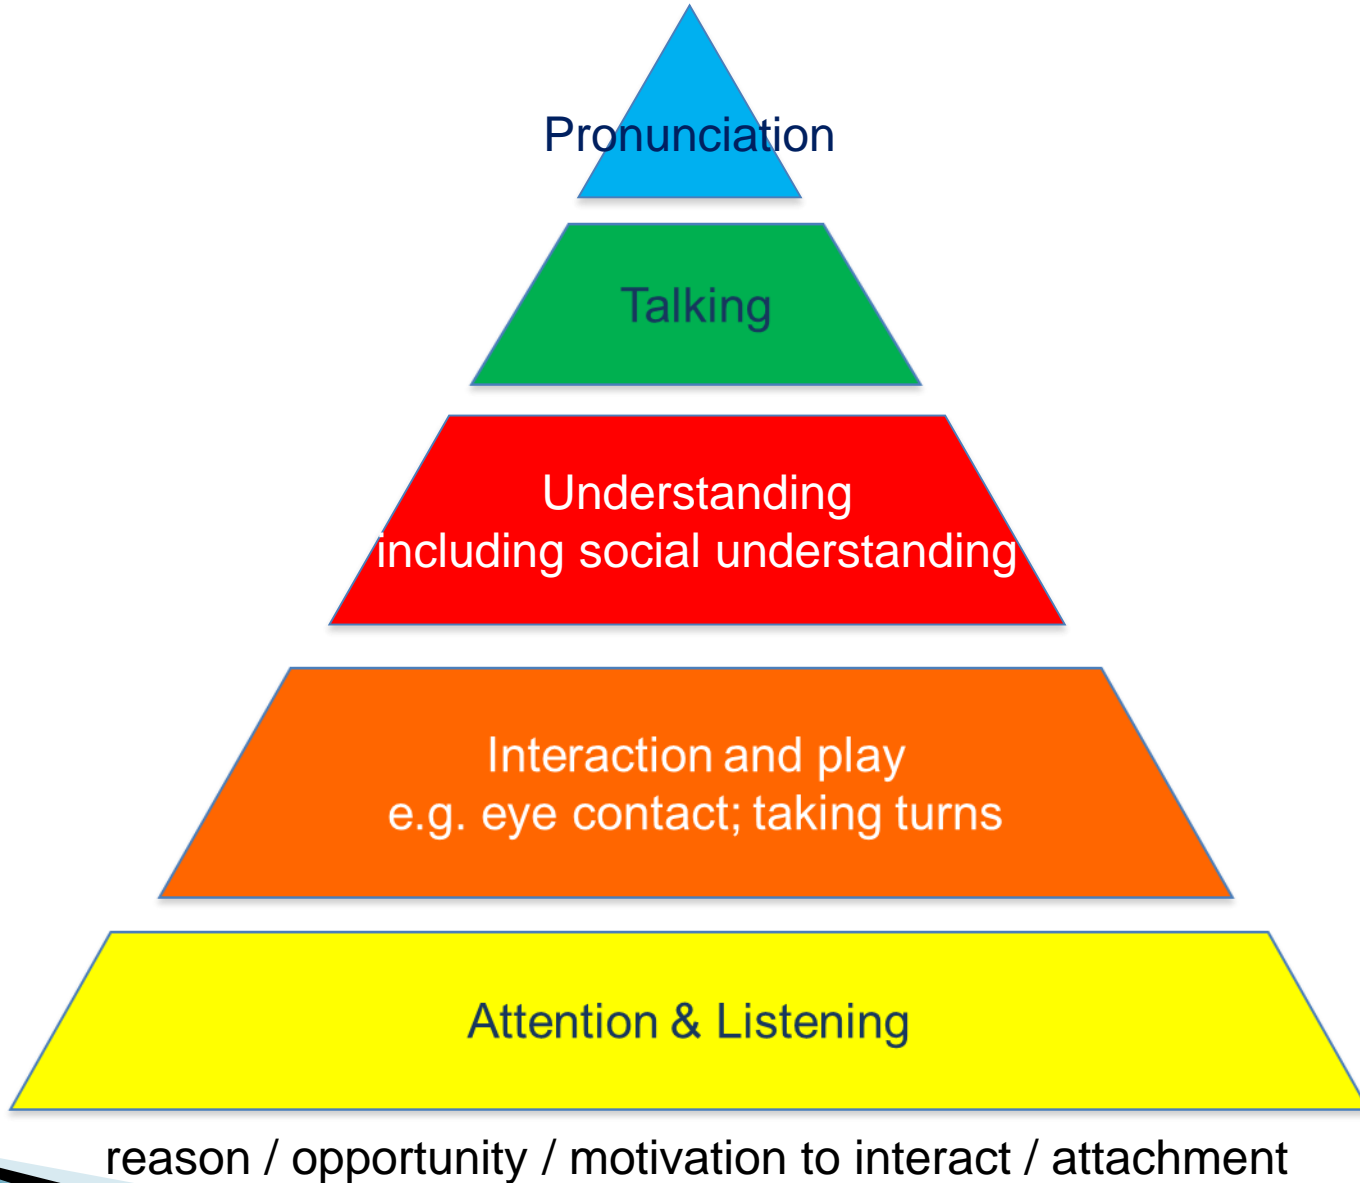 Pronunciation
Talking
Understanding
including social understanding
Interaction and play
e.g. eye contact; taking turns
Attention & Listening
reason / opportunity / motivation to interact / attachment